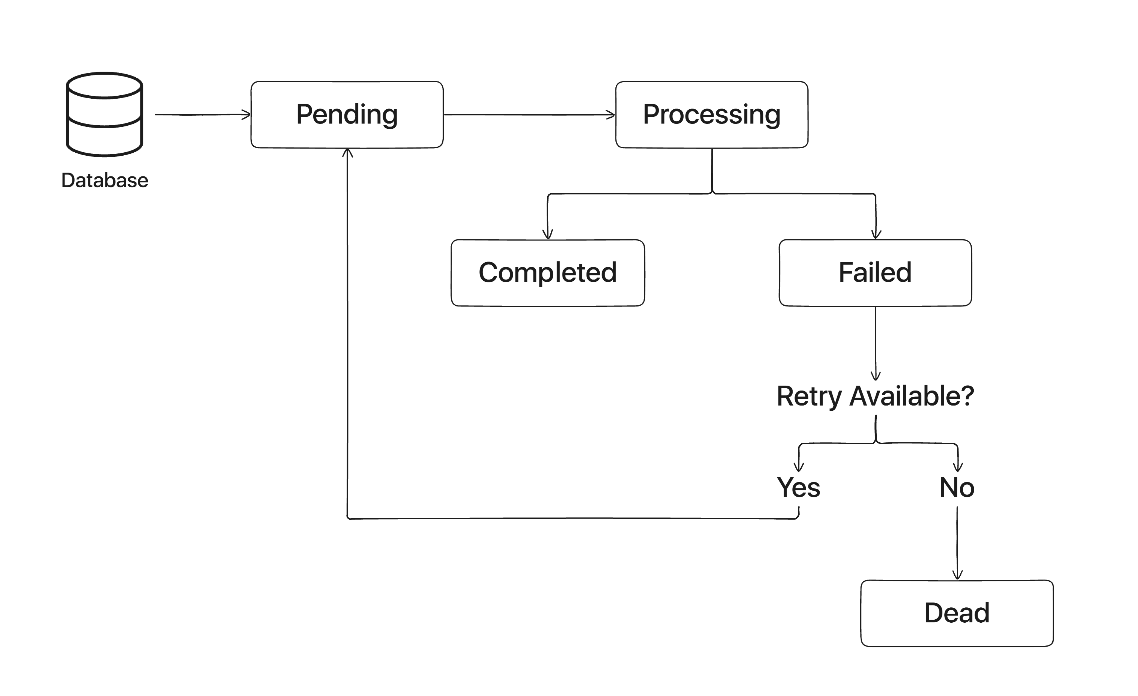 Pending
Processing
Database
Completed
Failed
Retry Available?
Yes
No
Dead